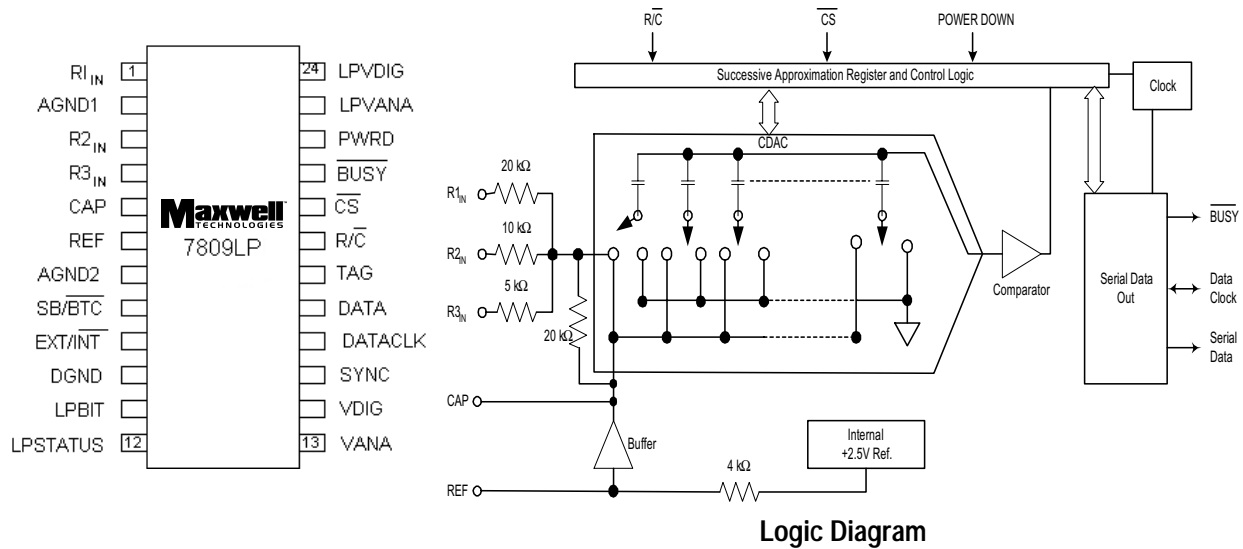 R1 IN 1
AGND1
R2 IN
R3 IN
CAP
REF
AGND2
SB/BTC
EXT/INT
DGND
LPBIT
LPSTATUS 12
Maxwell
TECHNOLOGIES
7809LP
24 LPVDIG
LPVANA
PWRD
BUSY
CS
R/C
TAG
DATA
DATACLK
SYNC
VDIG
13 VANA
R/C
CS
POWER DOWN
Successive Approximation Register and Control Logic
Clock
CDAC
20 kΩ
R1IN
10 kΩ
R2IN
5 kΩ
R3IN
20 kΩ
Comparator
Serial Data
Out
BUSY
Data
Clock
Serial
Data
CAP
Buffer
Internal
+2.5V Ref.
4 kΩ
REF
Logic Diagram